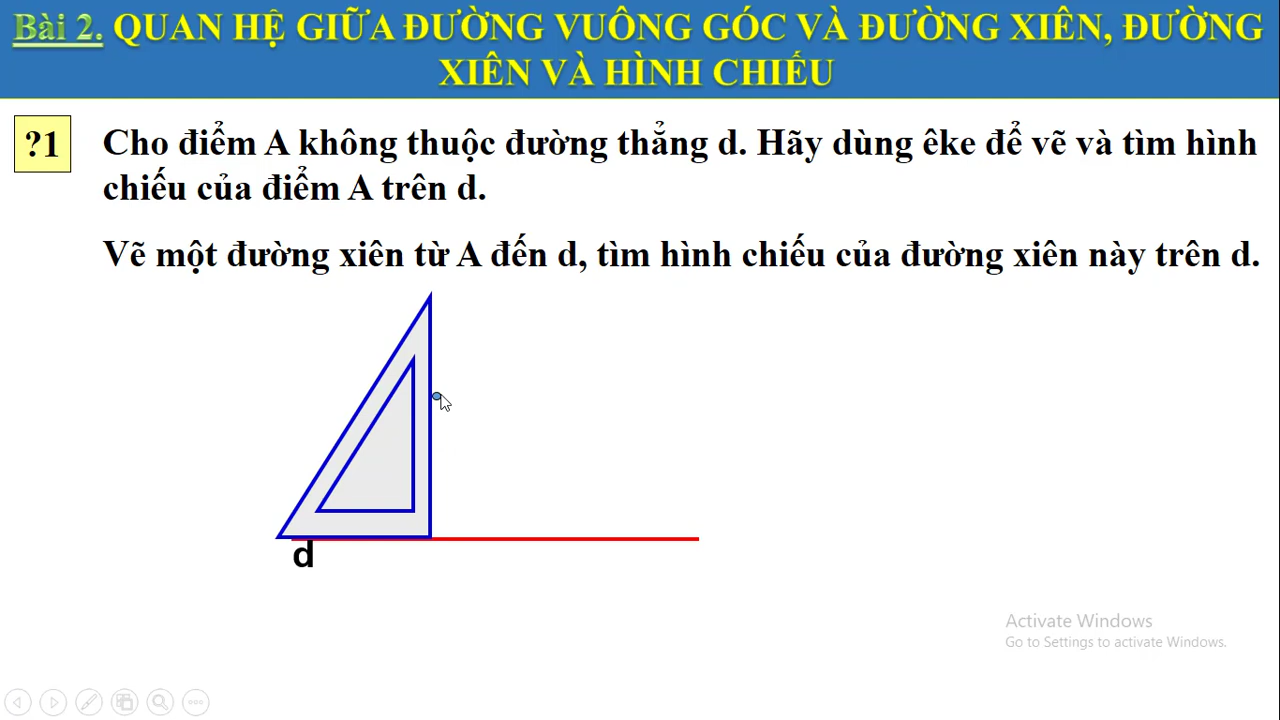 Bài 2. QUAN HỆ GIỮA ĐƯỜNG VUÔNG GÓC VÀ ĐƯỜNG XIÊN, ĐƯỜNG
XIÊN VÀ HÌNH CHIẾU
?1 Cho điểm A không thuộc đường thẳng d. Hãy dùng êke để vẽ và tìm hình
chiếu của điểm A trên d.
Vẽ một đường xiên từ A đến d, tìm hình chiếu của đường xiên này trên d.
d
Activate Windows
Go to Settings to activate Windows.